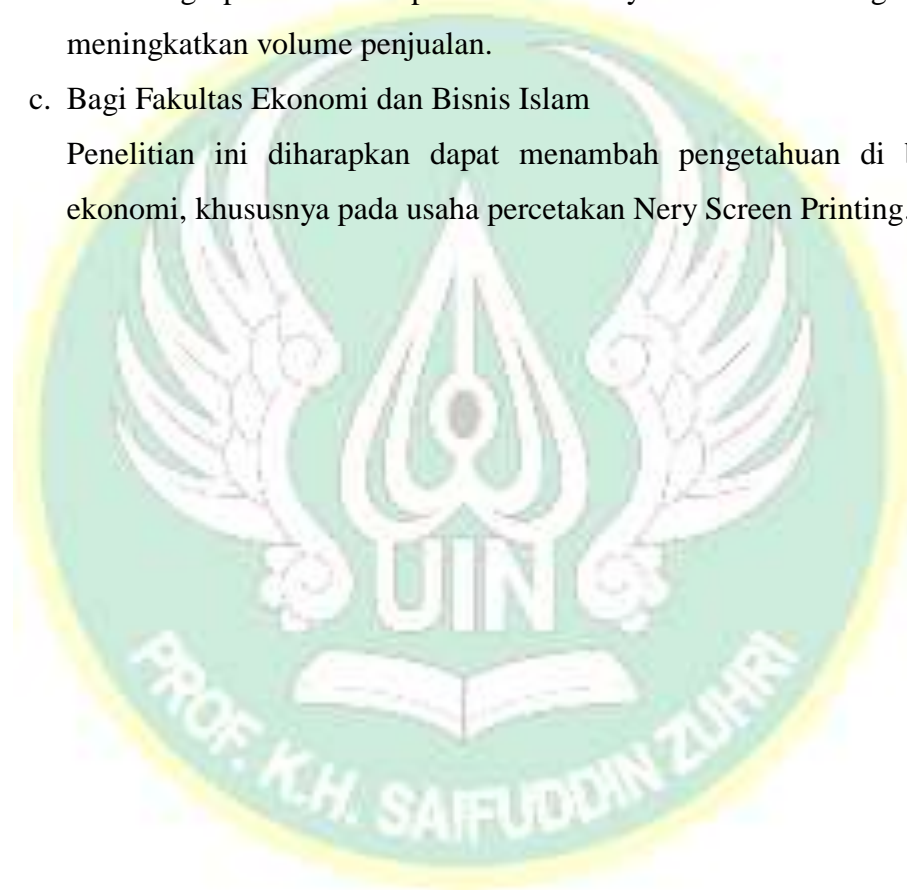 meningkatkan volume penjualan.
c. Bagi Fakultas Ekonomi dan Bisnis Islam
Penelitian ini diharapkan dapat menambah pengetahuan di
ekonomi, khususnya pada usaha percetakan Nery Screen Printing.
UIN
PROF. K.H. SAIFUDDIN ZUHRI